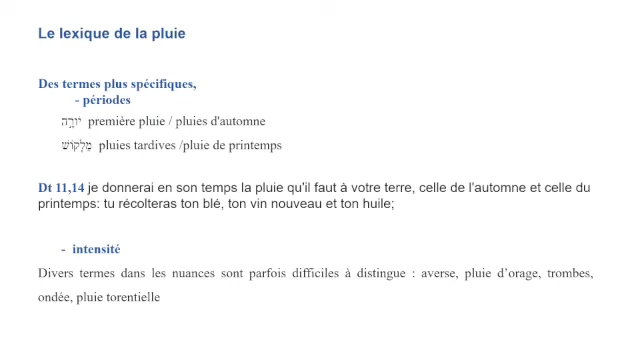 Le lexique de la pluie
Des termes plus spécifiques,
- périodes
יוֹרֶה première pluie / pluies d'automne
מַלְקוֹשׁ pluies tardives /pluie de printemps
Dt 11,14 je donnerai en son temps la pluie qu'il faut à votre terre, celle de l'automne et celle du
printemps: tu récolteras ton blé, ton vin nouveau et ton huile;
- intensité
Divers termes dans les nuances sont parfois difficiles à distingue : averse, pluie d’orage, trombes,
ondée, pluie torentielle